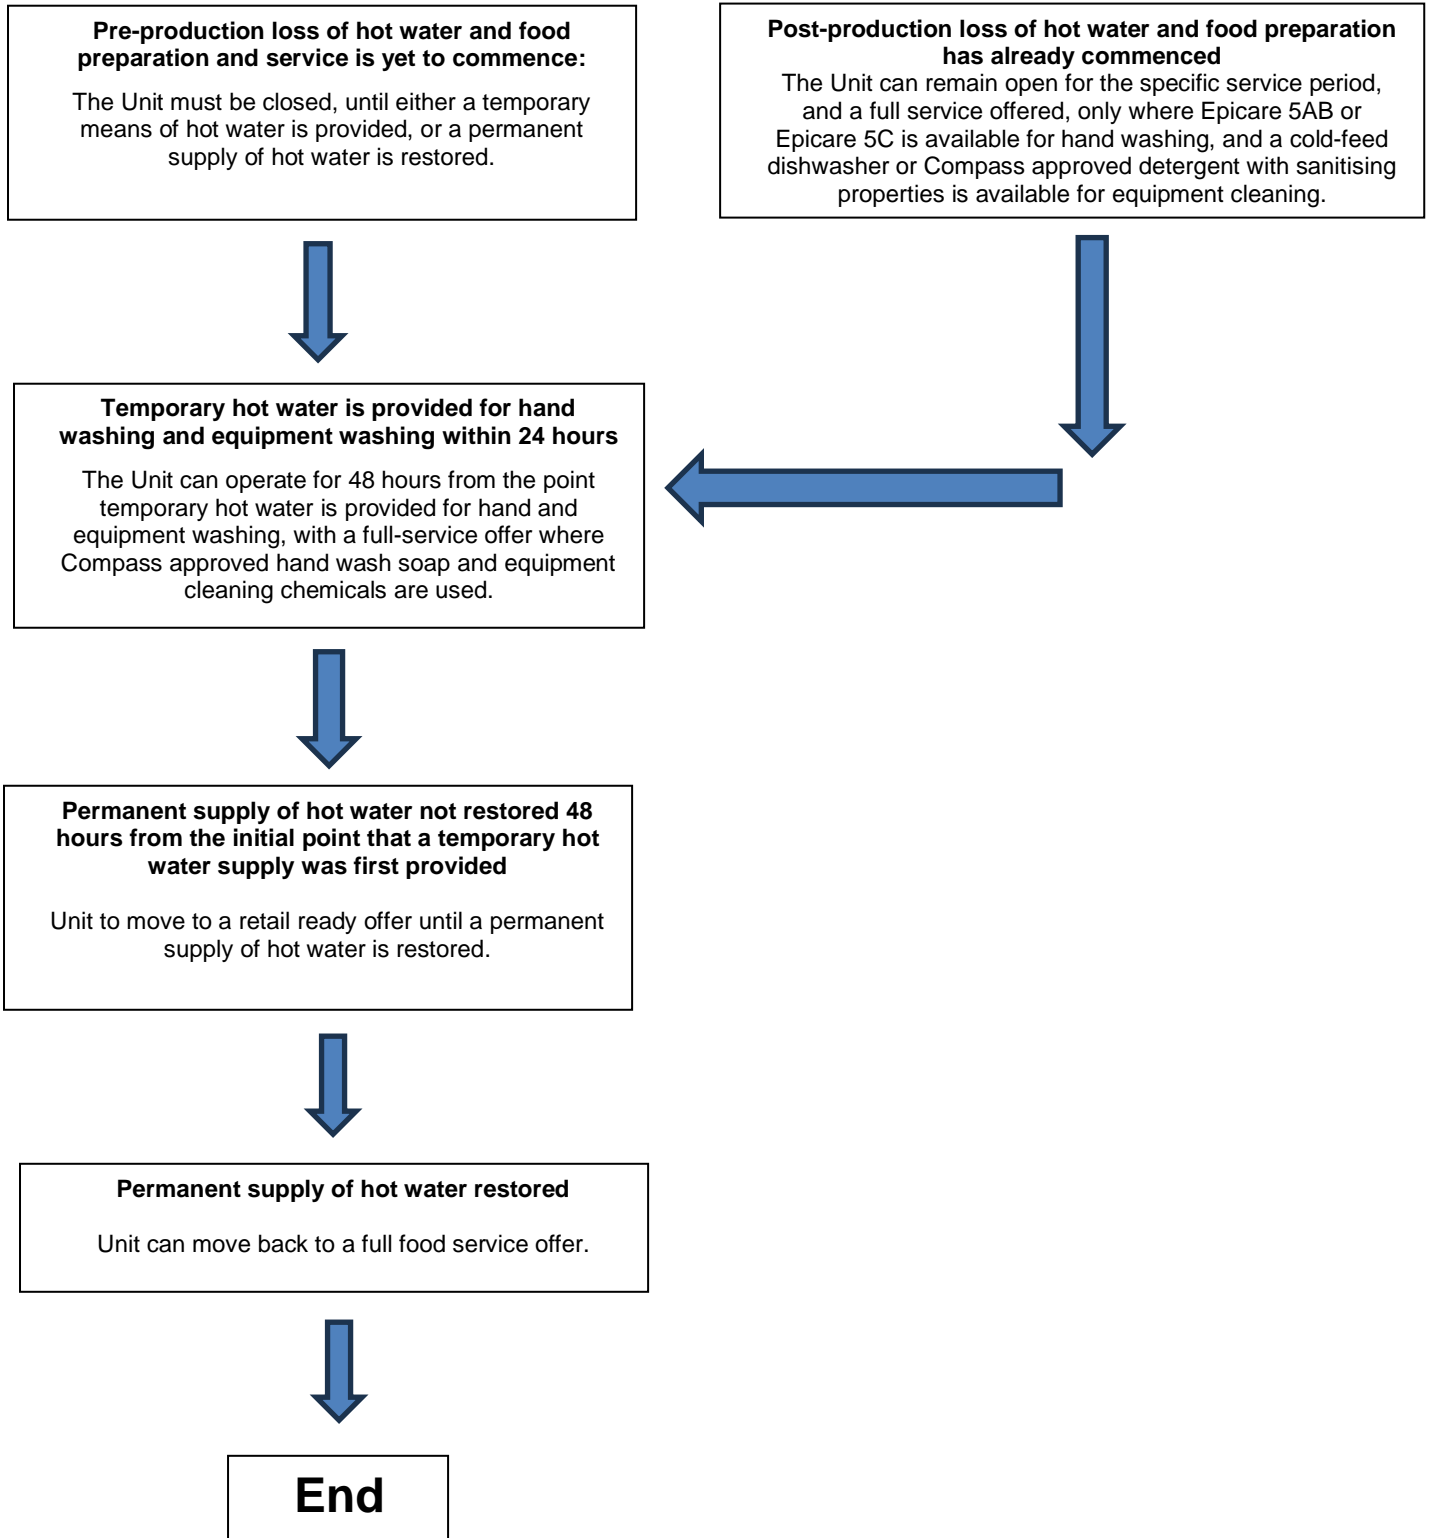 Pre-production loss of hot water and food
preparation and service is yet to commence:
The Unit must be closed, until either a temporary
means of hot water is provided, or a permanent
supply of hot water is restored.
Post-production loss of hot water and food preparation
has already commenced
The Unit can remain open for the specific service period,
and a full service offered, only where Epicare 5AB or
Epicare 5C is available for hand washing, and a cold-feed
dishwasher or Compass approved detergent with sanitising
properties is available for equipment cleaning.
Temporary hot water is provided for hand
washing and equipment washing within 24 hours
The Unit can operate for 48 hours from the point
temporary hot water is provided for hand and
equipment washing, with a full-service offer where
Compass approved hand wash soap and equipment
cleaning chemicals are used.
Permanent supply of hot water not restored 48
hours from the initial point that a temporary hot
water supply was first provided
Unit to move to a retail ready offer until a permanent
supply of hot water is restored.
Permanent supply of hot water restored
Unit can move back to a full food service offer.
End